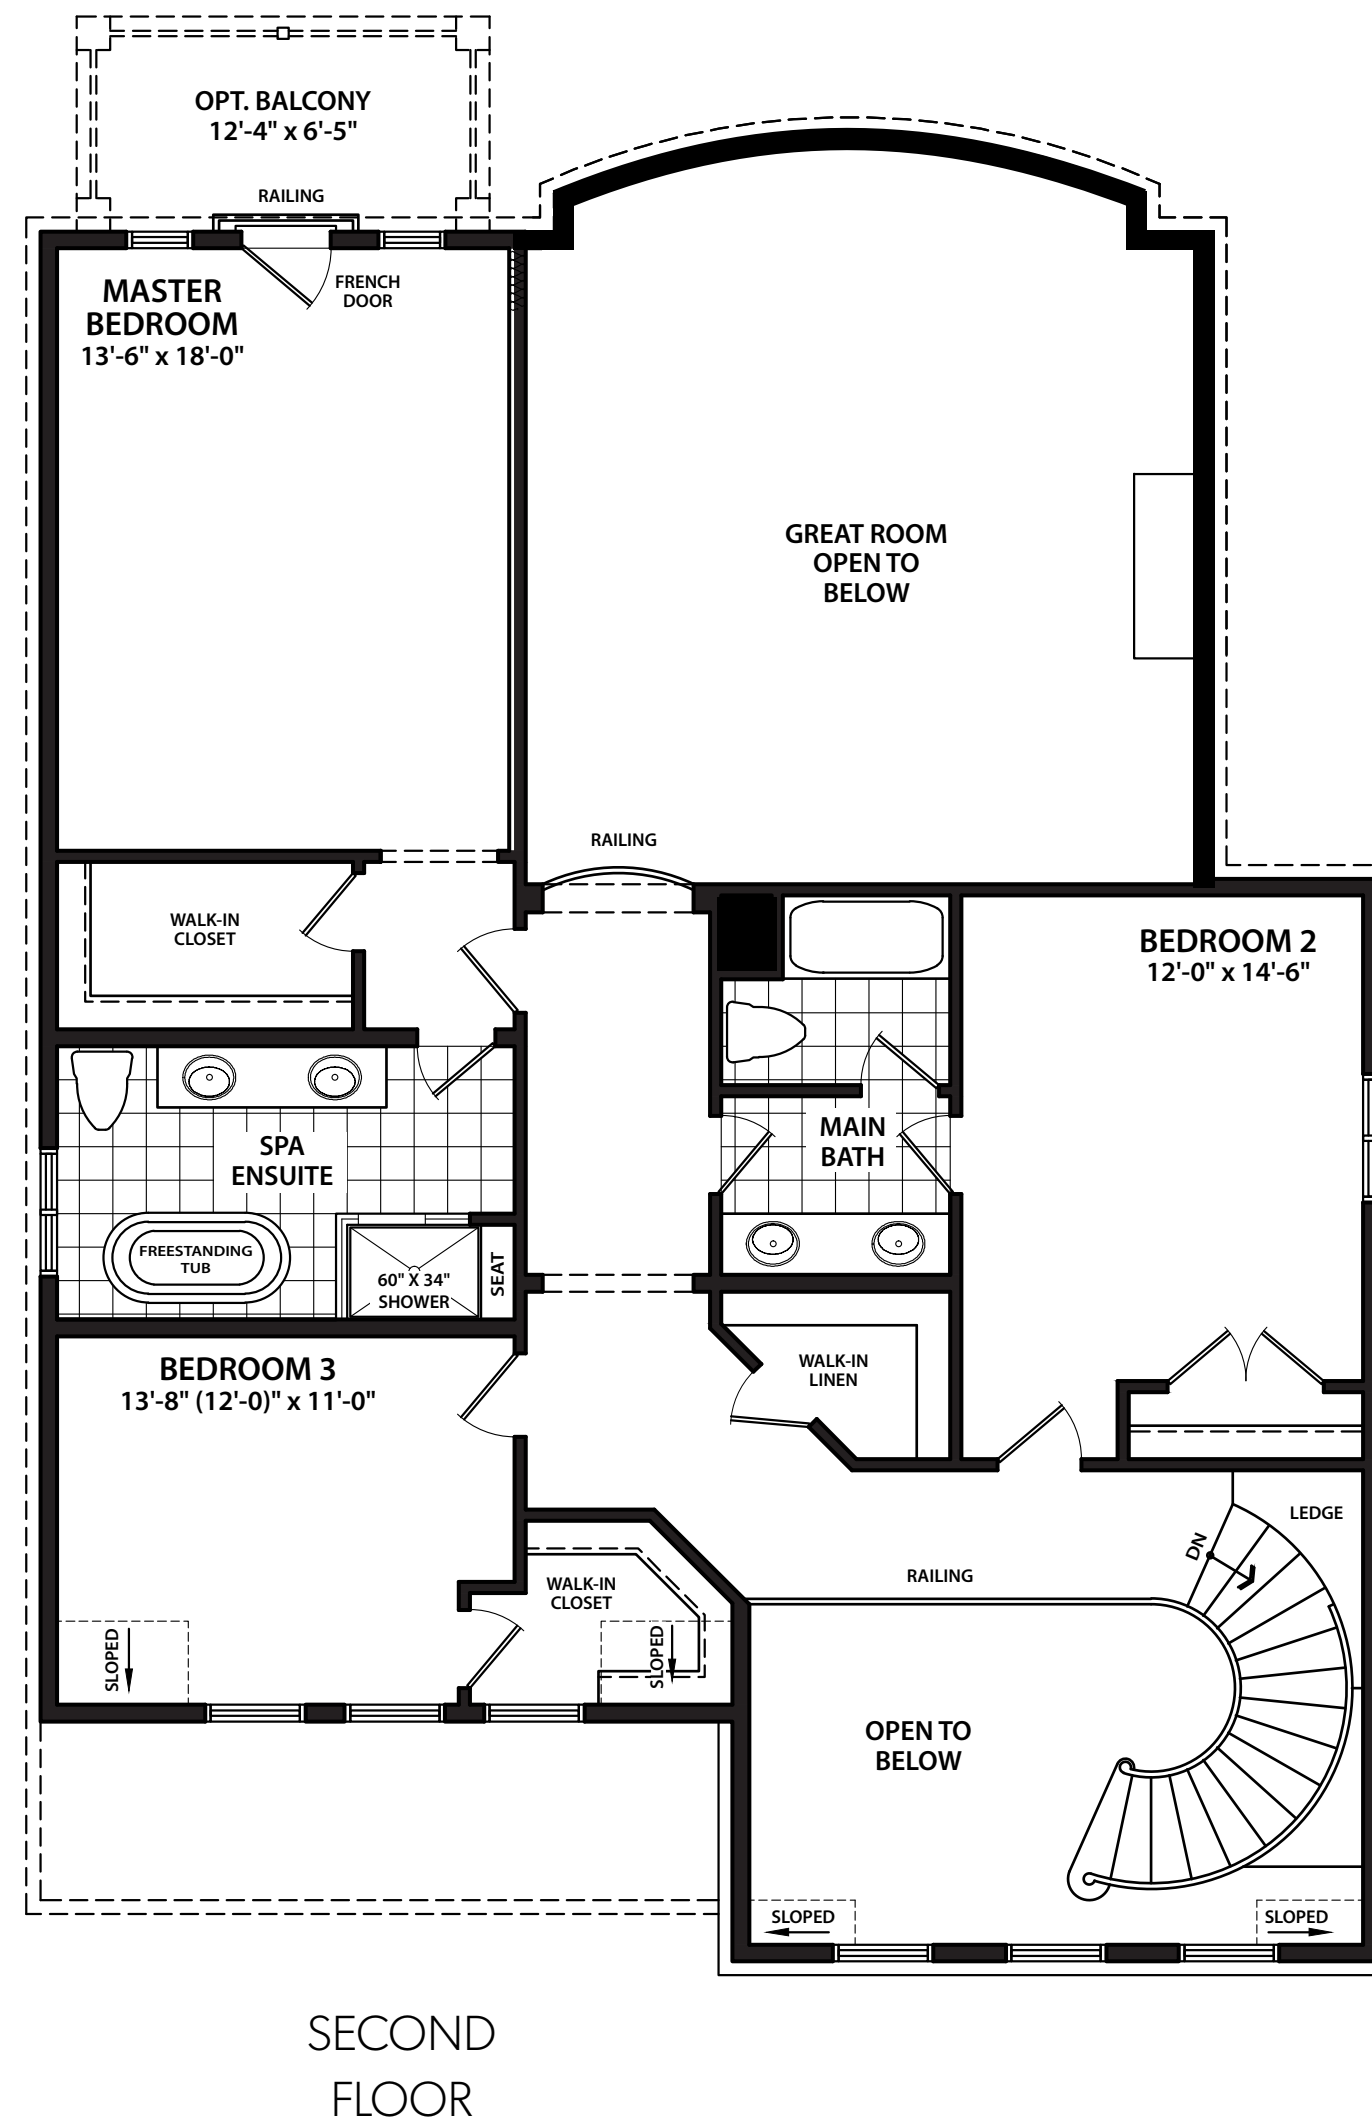 OPT. BALCONY
12'-4" x 6'-5"
RAILING
FRENCH
DOOR
MASTER
BEDROOM
13'-6" x 18'-0"
GREAT ROOM
OPEN TO
BELOW
RAILING
WALK-IN
CLOSET
BEDROOM 2
12'-0" x 14'-6"
SPA
ENSUITE
MAIN
BATH
FREESTANDING
TUB
60" X 34"
SHOWER
SEAT
BEDROOM 3
13'-8" (12'-0)" x 11'-0"
WALK-IN
LINEN
LEDGE
DN
RAILING
WALK-IN
CLOSET
SLOPED
SLOPED
OPEN TO
BELOW
SLOPED
SLOPED
SECOND
FLOOR